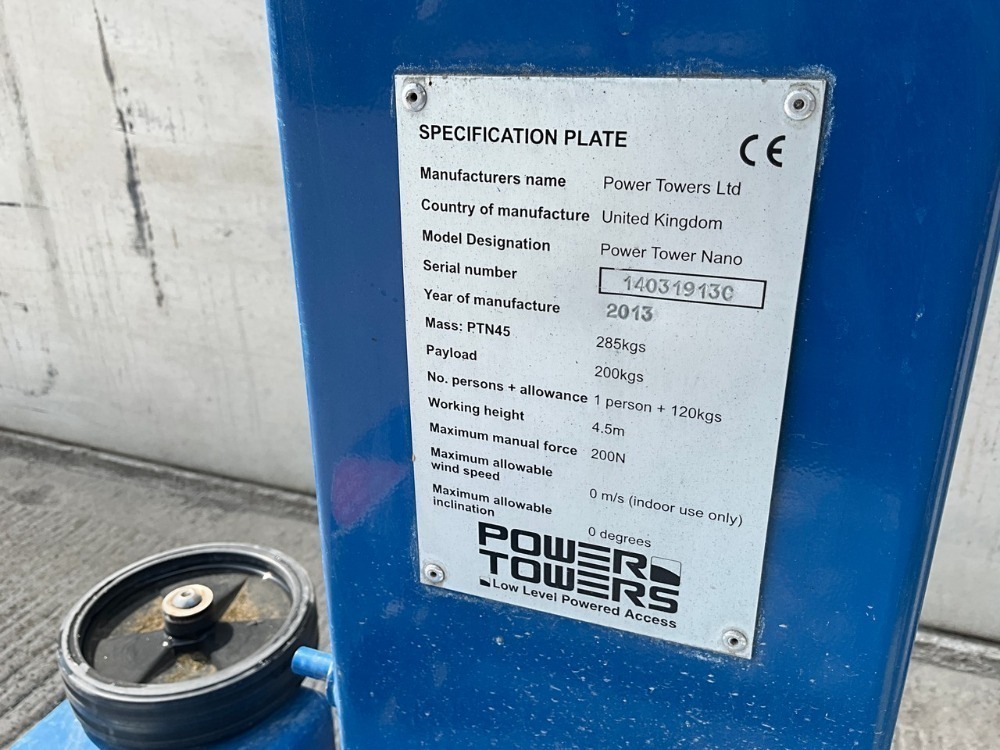 SPECIFICATION PLATE
CE
Manufacturers name Power Towers Ltd
Country of manufacture United Kingdom
Model Designation Power Tower Nano
Serial number 14031913C
Year of manufacture 2013
Mass: PTN45 285kgs
Payload 200kgs
No. persons + allowance 1 person + 120kgs
Working height 4.5m
Maximum manual force 200N
Maximum allowable
wind speed 0 m/s (indoor use only)
Maximum allowable
inclination 0 degrees
POWER
TOWERS
Low Level Powered Access